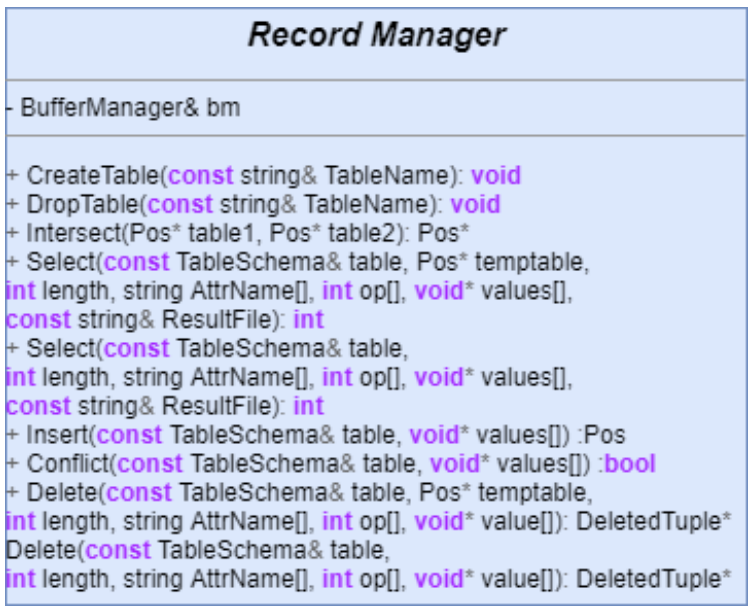 Record Manager
- BufferManager& bm
+ CreateTable(const string& TableName): void
+ DropTable(const string& TableName): void
+ Intersect(Pos* table1, Pos* table2): Pos*
+ Select(const TableSchema& table, Pos* temptable,
int length, string AttrName[], int op[], void* values[],
const string& ResultFile): int
+ Select(const TableSchema& table,
int length, string AttrName[], int op[], void* values[],
const string& ResultFile): int
+ Insert(const TableSchema& table, void* values[]) :Pos
+ Conflict(const TableSchema& table, void* values[]) :bool
+ Delete(const TableSchema& table, Pos* temptable,
int length, string AttrName[], int op[], void* value[]): DeletedTuple*
Delete(const TableSchema& table,
int length, string AttrName[], int op[], void* value[]): DeletedTuple*